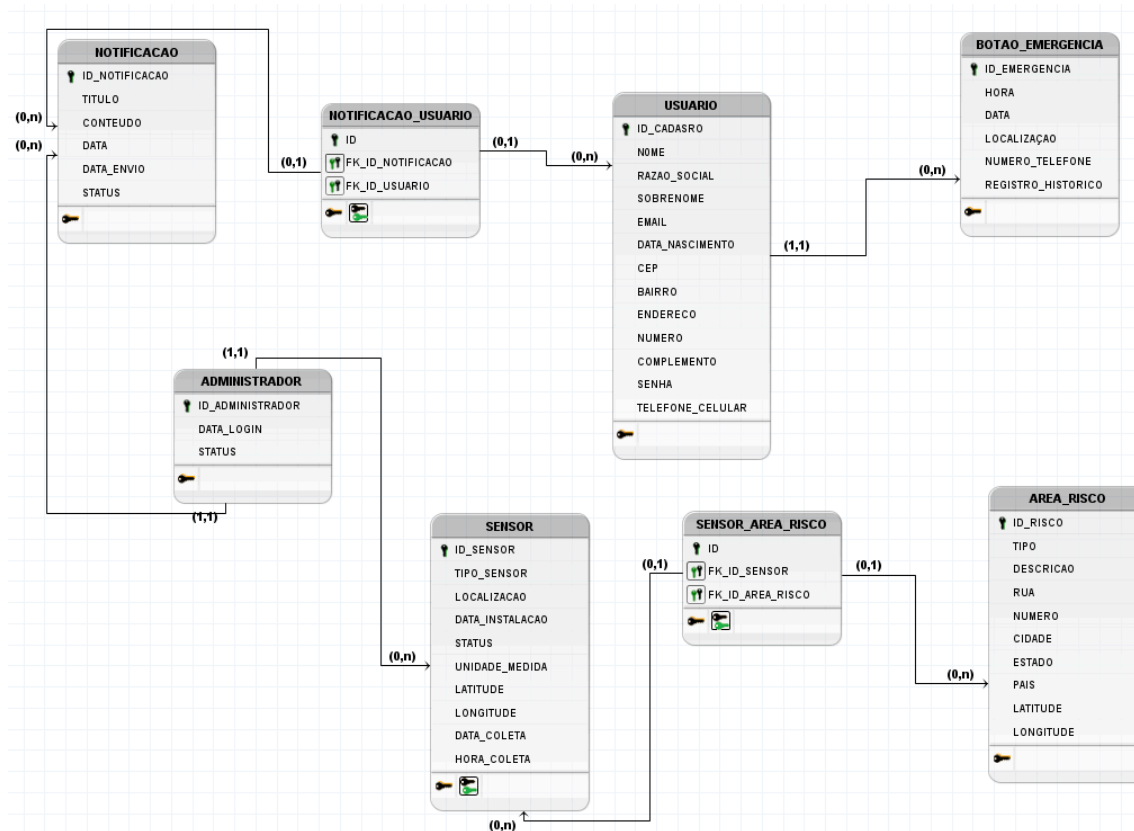 NOTIFICACAO
ID_NOTIFICACAO
TITULO
CONTEUDO
DATA
DATA_ENVIO
STATUS
(0,n)
(0,n)
NOTIFICACAO_USUARIO
ID
FK_ID_NOTIFICACAO
FK_ID_USUARIO
(0,1)
(0,1)
(0,n)
USUARIO
ID_CADASRO
NOME
RAZAO_SOCIAL
SOBRENOME
EMAIL
DATA_NASCIMENTO
CEP
BAIRRO
ENDERECO
NUMERO
COMPLEMENTO
SENHA
TELEFONE_CELULAR
(1,1)
(0,n)
BOTAO_EMERGENCIA
ID_EMERGENCIA
HORA
DATA
LOCALIZAÇAO
NUMERO_TELEFONE
REGISTRO_HISTORICO
(1,1)
ADMINISTRADOR
ID_ADMINISTRADOR
DATA_LOGIN
STATUS
(1,1)
(0,n)
SENSOR
ID_SENSOR
TIPO_SENSOR
LOCALIZACAO
DATA_INSTALACAO
STATUS
UNIDADE_MEDIDA
LATITUDE
LONGITUDE
DATA_COLETA
HORA_COLETA
(0,n)
(0,1)
SENSOR_AREA_RISCO
ID
FK_ID_SENSOR
FK_ID_AREA_RISCO
(0,1)
(0,n)
AREA_RISCO
ID_RISCO
TIPO
DESCRICAO
RUA
NUMERO
CIDADE
ESTADO
PAIS
LATITUDE
LONGITUDE